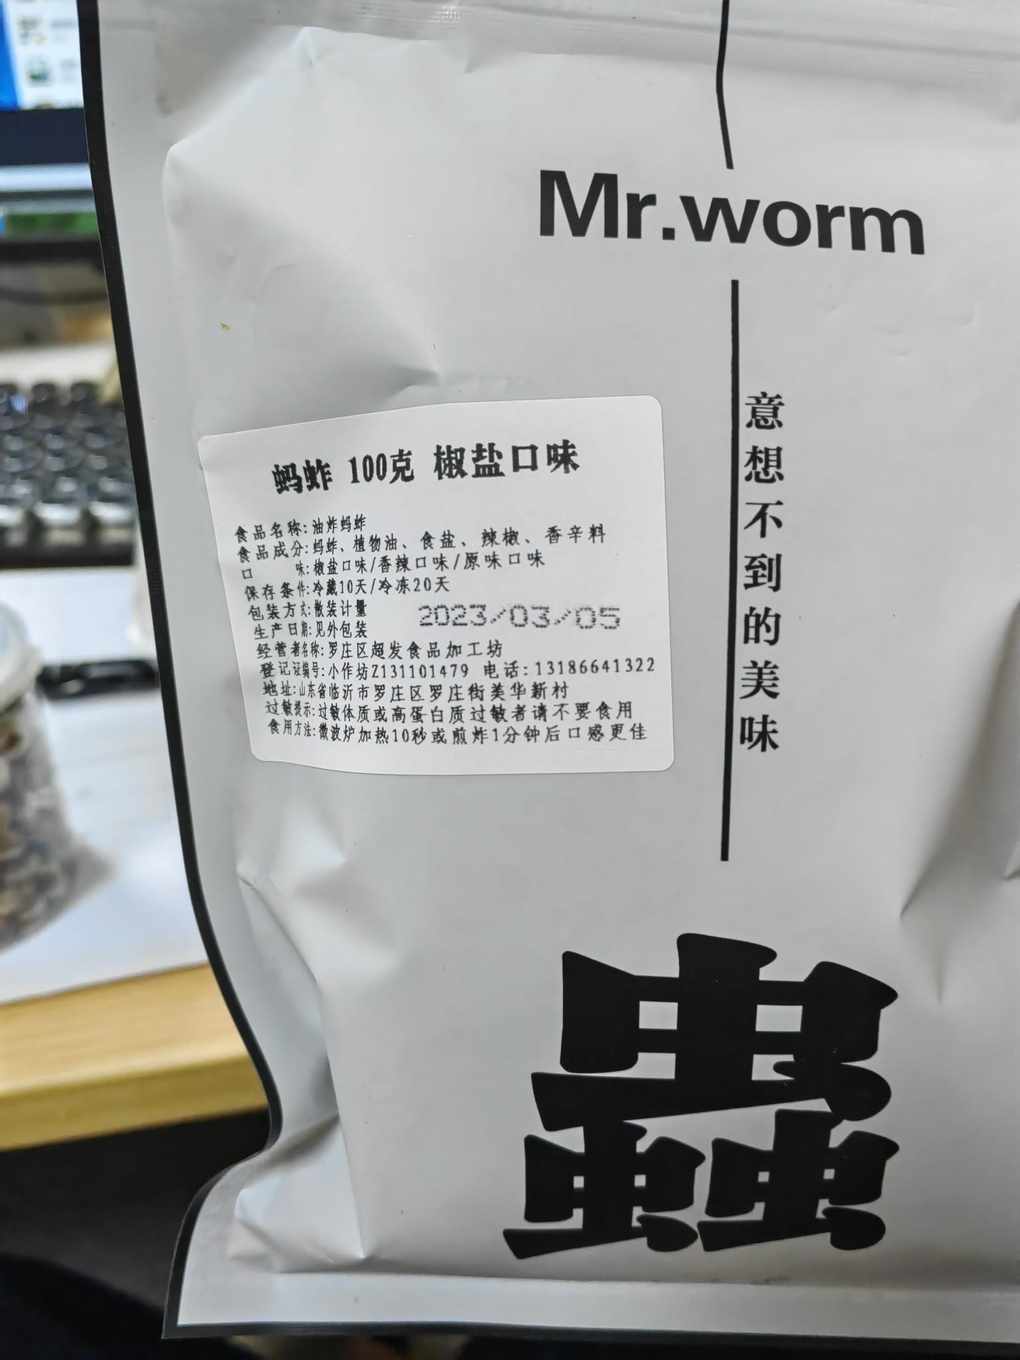 Mr.worm
意想不到的美味
蚂蚱 100克 椒盐口味
食品名称:油炸蚂蚱
食品成分:蚂蚱、植物油、食盐、辣椒、香辛料
口 味:椒盐口味/香辣口味/原味口味
保存条件:冷藏10天/冷冻20天
包装方式:散装计量
生产日期:见外包装
2023/03/05
经营者名称:罗庄区超发食品加工坊
登记证编号:小作坊Z131101479 电话:13186641322
地址:山东省临沂市罗庄区罗庄街美华新村
过敏提示:过敏体质或高蛋白质过敏者请不要食用
食用方法:微波炉加热10秒或煎炸1分钟后口感更佳
蟲